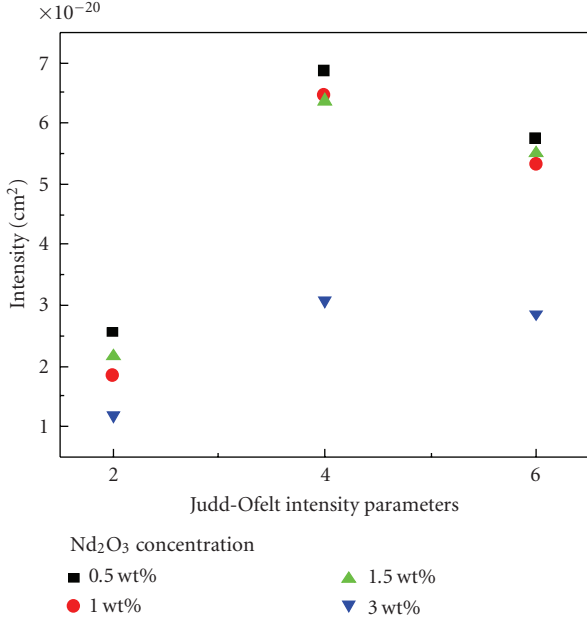 ×10⁻²⁰
7
6
5
4
3
2
1
Intensity (cm²)
2 4 6
Judd-Ofelt intensity parameters
Nd₂O₃ concentration
0.5 wt% 1.5 wt%
1 wt% 3 wt%